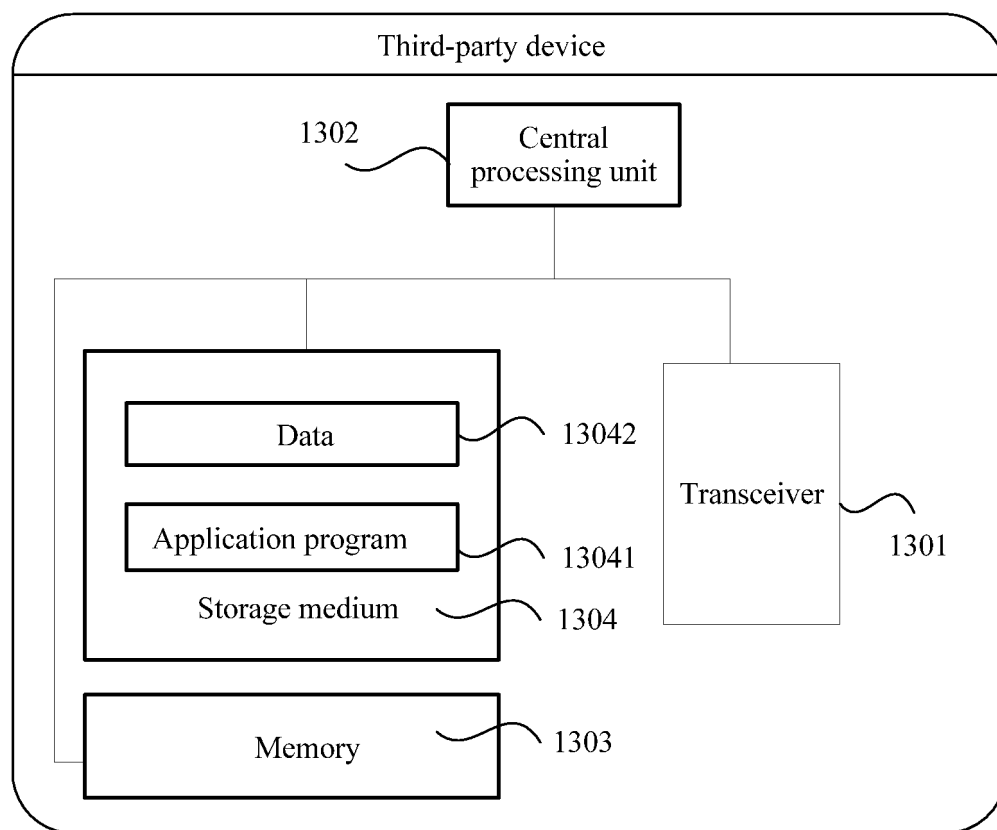 Third-party device
1302
Central
processing unit
Data
13042
Application program
13041
Storage medium
1304
Transceiver
1301
Memory
1303